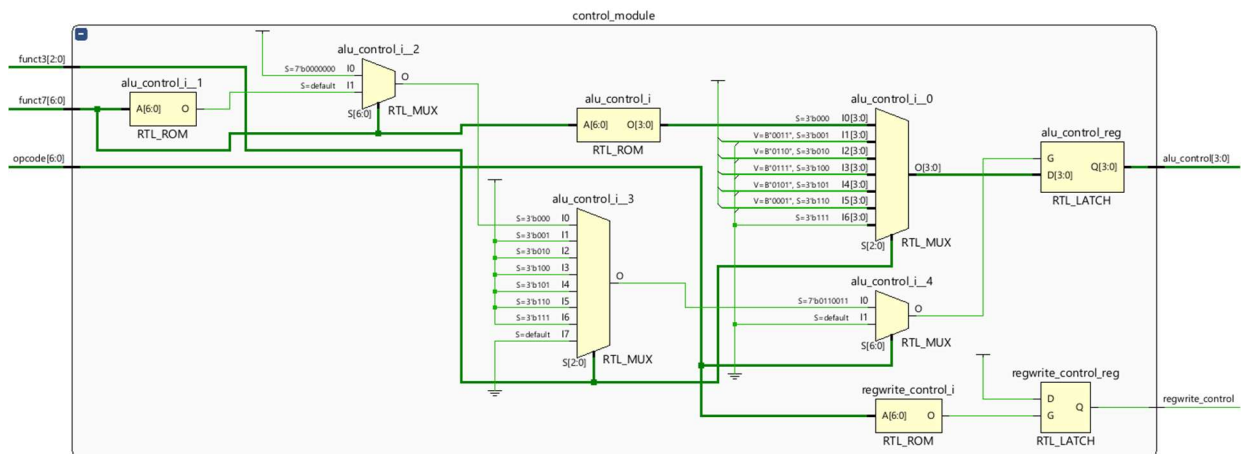 control_module
funct3[2:0]
funct7[6:0]
opcode[6:0]
alu_control_i__1
A[6:0] O
RTL_ROM
alu_control_i__2
S=7'b0000000 I0
S=default I1
O
S[6:0]
RTL_MUX
alu_control_i
A[6:0] O[3:0]
RTL_ROM
alu_control_i__0
S=3'b000 I0[3:0]
V=B"0011", S=3'b001 I1[3:0]
V=B"0110", S=3'b010 I2[3:0]
V=B"0111", S=3'b100 I3[3:0]
V=B"0101", S=3'b101 I4[3:0]
V=B"0001", S=3'b110 I5[3:0]
S=3'b111 I6[3:0]
O[3:0]
S[2:0]
RTL_MUX
alu_control_reg
G
D[3:0] Q[3:0]
RTL_LATCH
alu_control[3:0]
alu_control_i__3
S=3'b000 I0
S=3'b001 I1
S=3'b010 I2
S=3'b100 I3
S=3'b101 I4
S=3'b110 I5
S=3'b111 I6
S=default I7
O
S[2:0]
RTL_MUX
alu_control_i__4
S=7'b0110011 I0
S=default I1
O
S[6:0]
RTL_MUX
regwrite_control_i
A[6:0] O
RTL_ROM
regwrite_control_reg
D
G
Q
RTL_LATCH
regwrite_control